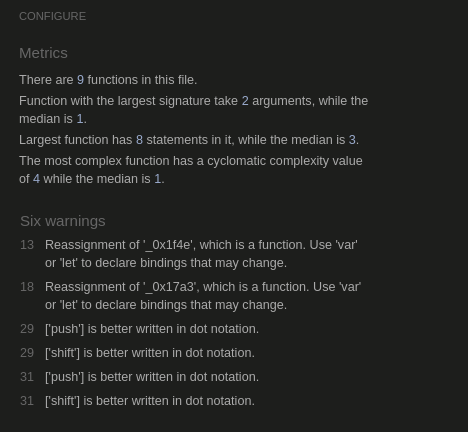 CONFIGURE
Metrics
There are 9 functions in this file.
Function with the largest signature take 2 arguments, while the
median is 1.
Largest function has 8 statements in it, while the median is 3.
The most complex function has a cyclomatic complexity value
of 4 while the median is 1.
Six warnings
13 Reassignment of '_0x1f4e', which is a function. Use 'var'
or 'let' to declare bindings that may change.
18 Reassignment of '_0x17a3', which is a function. Use 'var'
or 'let' to declare bindings that may change.
29 ['push'] is better written in dot notation.
29 ['shift'] is better written in dot notation.
31 ['push'] is better written in dot notation.
31 ['shift'] is better written in dot notation.